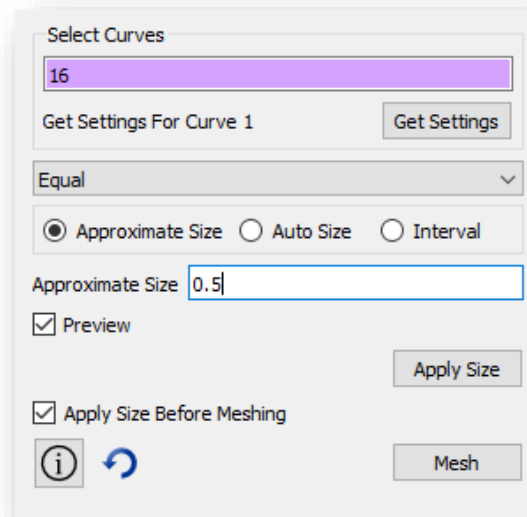 Select Curves
16
Get Settings For Curve 1 Get Settings
Equal
Approximate Size Auto Size Interval
Approximate Size 0.5
Preview
Apply Size
Apply Size Before Meshing
Mesh